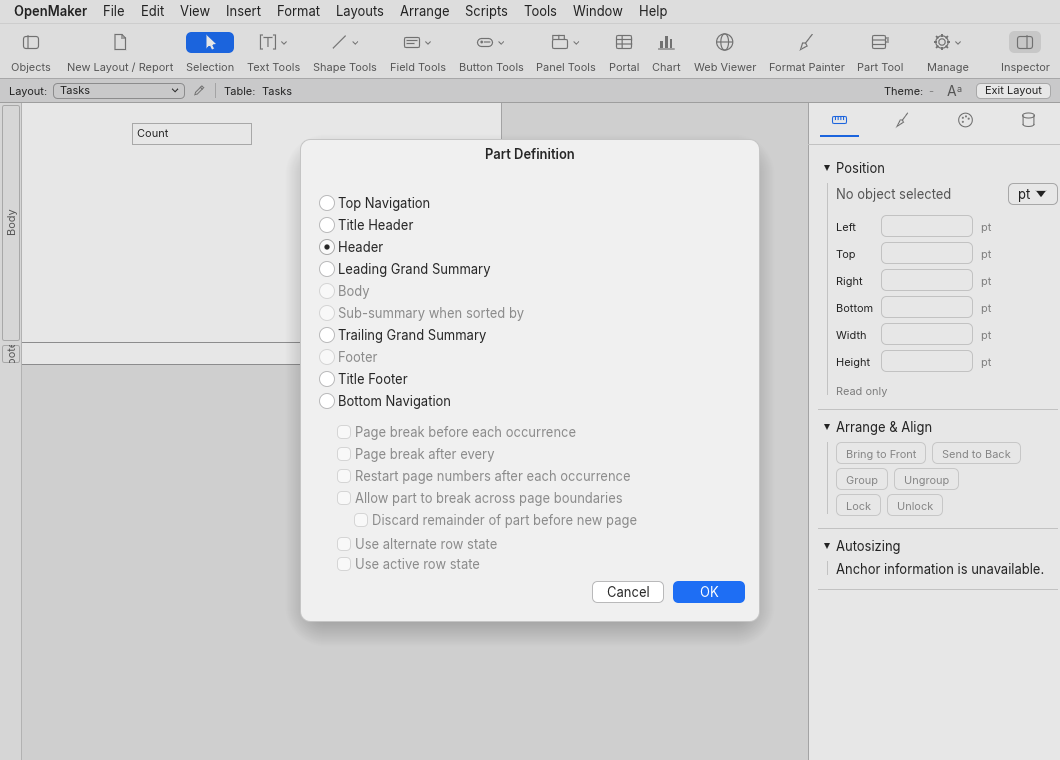 OpenMaker File Edit View Insert Format Layouts Arrange Scripts Tools Window Help
Objects New Layout / Report Selection Text Tools Shape Tools Field Tools Button Tools Panel Tools Portal Chart Web Viewer Format Painter Part Tool Manage Inspector
Layout: Tasks Table: Tasks Theme: - Aa Exit Layout
Count
Body
Part Definition
Top Navigation
Title Header
Header
Leading Grand Summary
Body
Sub-summary when sorted by
Trailing Grand Summary
Footer
Title Footer
Bottom Navigation
Page break before each occurrence
Page break after every
Restart page numbers after each occurrence
Allow part to break across page boundaries
Discard remainder of part before new page
Use alternate row state
Use active row state
Cancel OK
Position
No object selected pt
Left pt
Top pt
Right pt
Bottom pt
Width pt
Height pt
Read only
Arrange & Align
Bring to Front Send to Back
Group Ungroup
Lock Unlock
Autosizing
Anchor information is unavailable.